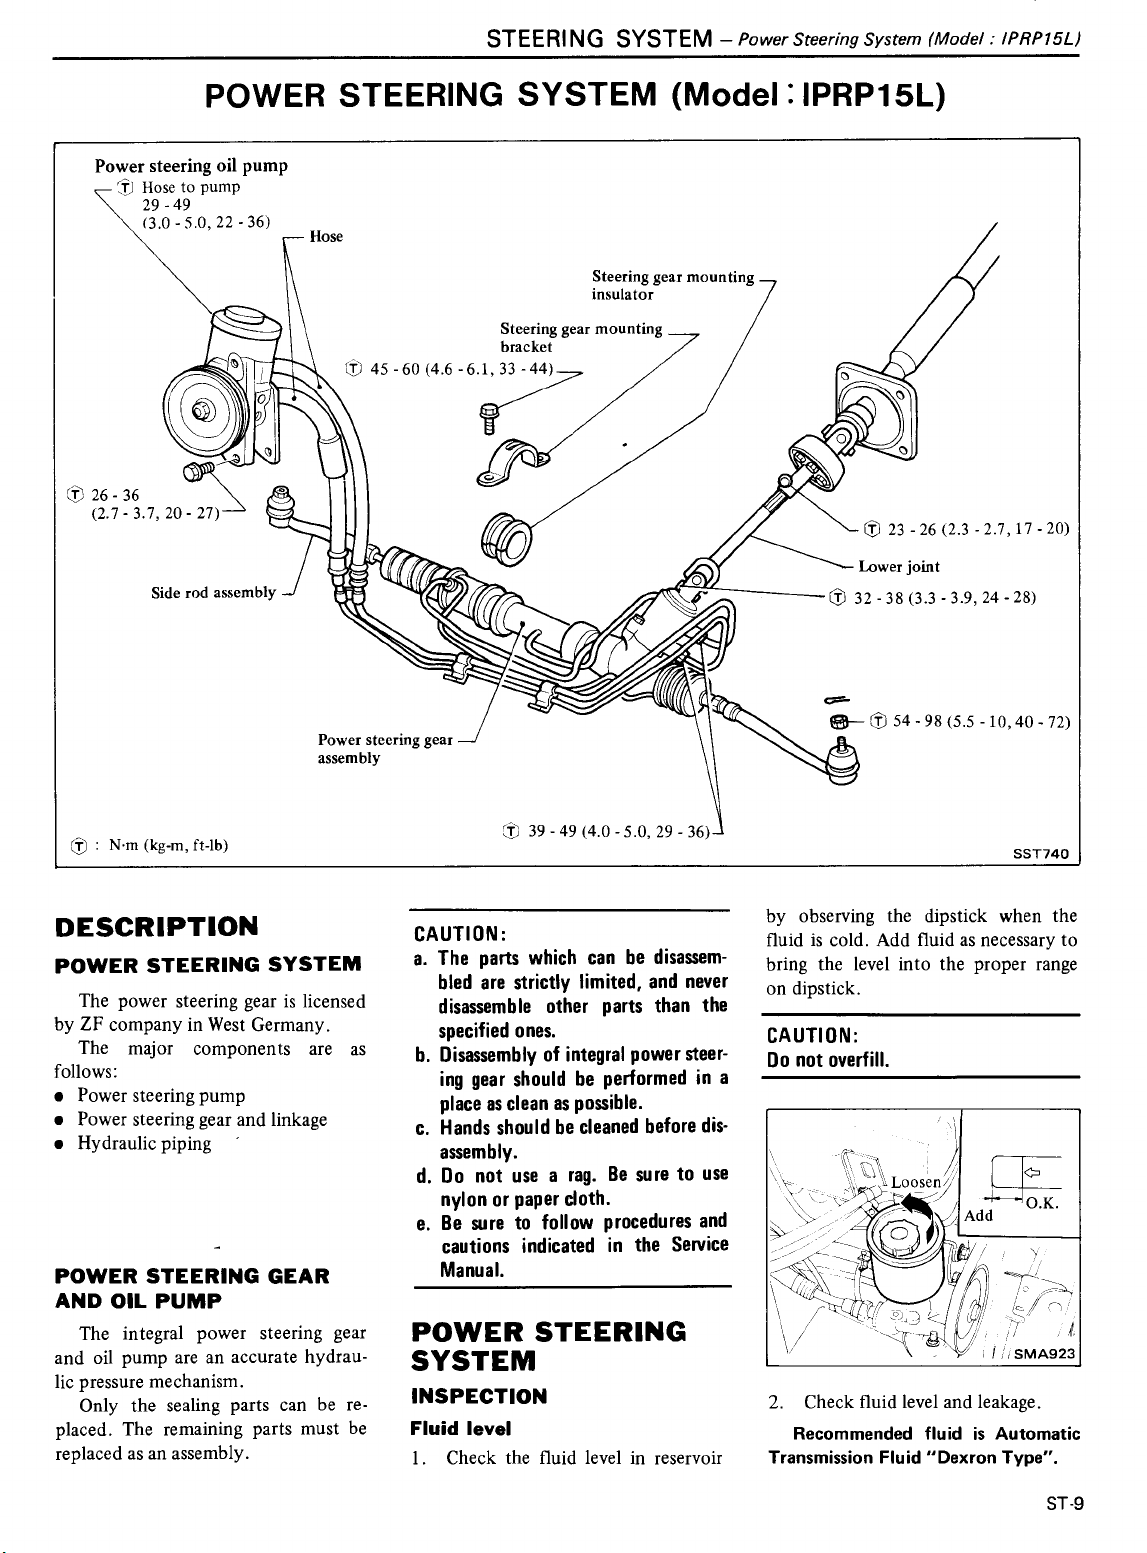 STEERING SYSTEM – Power Steering System (Model : IPRP15L)
POWER STEERING SYSTEM (Model : IPRP15L)
Power steering oil pump
Ⓣ Hose to pump
29 - 49
(3.0 - 5.0, 22 - 36)
Hose
Steering gear mounting
insulator
Steering gear mounting
bracket
Ⓣ 45 - 60 (4.6 - 6.1, 33 - 44)
Ⓣ 26 - 36
(2.7 - 3.7, 20 - 27)
Ⓣ 23 - 26 (2.3 - 2.7, 17 - 20)
Lower joint
Side rod assembly
Ⓣ 32 - 38 (3.3 - 3.9, 24 - 28)
Ⓣ 54 - 98 (5.5 - 10, 40 - 72)
Power steering gear
assembly
Ⓣ 39 - 49 (4.0 - 5.0, 29 - 36)
Ⓣ : N·m (kg-m, ft-lb)
SST740
DESCRIPTION
POWER STEERING SYSTEM
The power steering gear is licensed
by ZF company in West Germany.
The major components are as
follows:
● Power steering pump
● Power steering gear and linkage
● Hydraulic piping
POWER STEERING GEAR
AND OIL PUMP
The integral power steering gear
and oil pump are an accurate hydrau-
lic pressure mechanism.
Only the sealing parts can be re-
placed. The remaining parts must be
replaced as an assembly.
CAUTION:
a. The parts which can be disassem-
bled are strictly limited, and never
disassemble other parts than the
specified ones.
b. Disassembly of integral power steer-
ing gear should be performed in a
place as clean as possible.
c. Hands should be cleaned before dis-
assembly.
d. Do not use a rag. Be sure to use
nylon or paper cloth.
e. Be sure to follow procedures and
cautions indicated in the Service
Manual.
POWER STEERING
SYSTEM
INSPECTION
Fluid level
1. Check the fluid level in reservoir
by observing the dipstick when the
fluid is cold. Add fluid as necessary to
bring the level into the proper range
on dipstick.
CAUTION:
Do not overfill.
Loosen
Add
O.K.
SMA923
2. Check fluid level and leakage.
Recommended fluid is Automatic
Transmission Fluid "Dexron Type".
ST-9